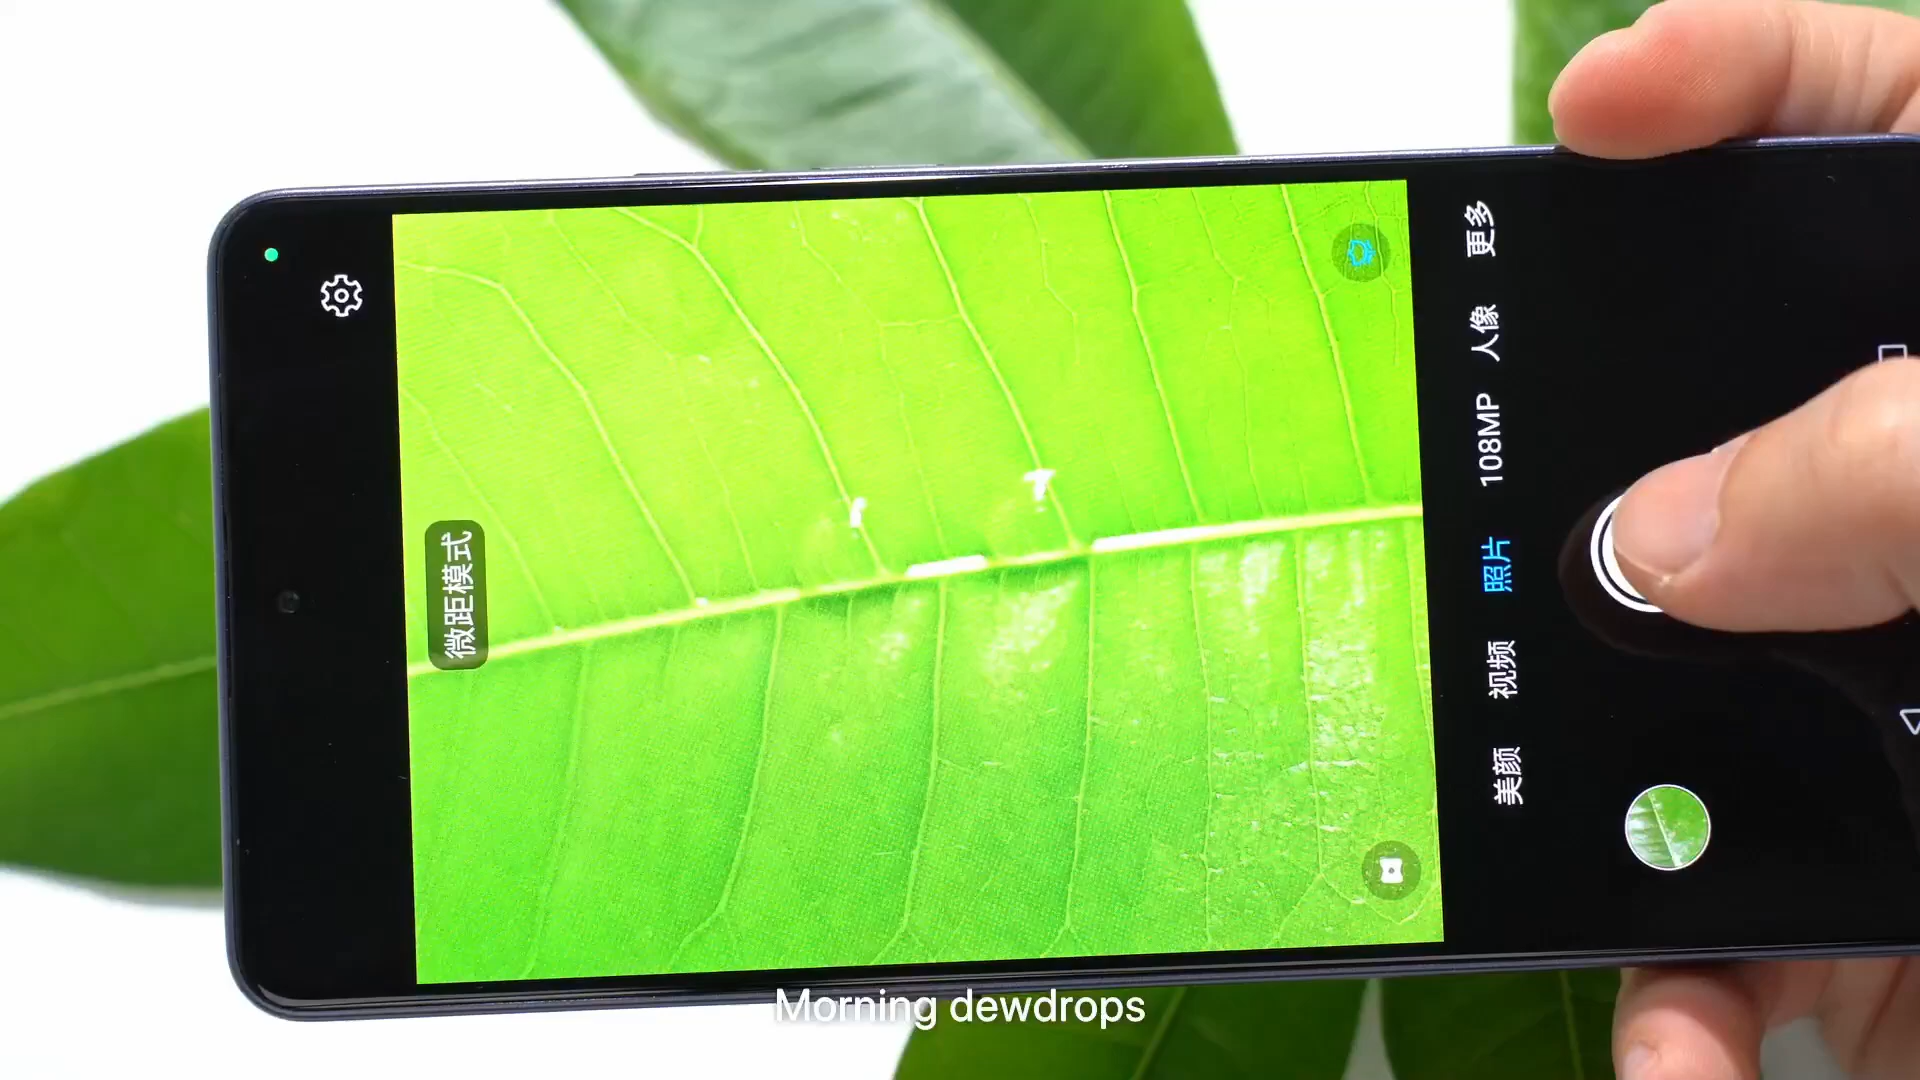 微距模式
美颜
视频
照片
108MP
人像
更多
Morning dewdrops